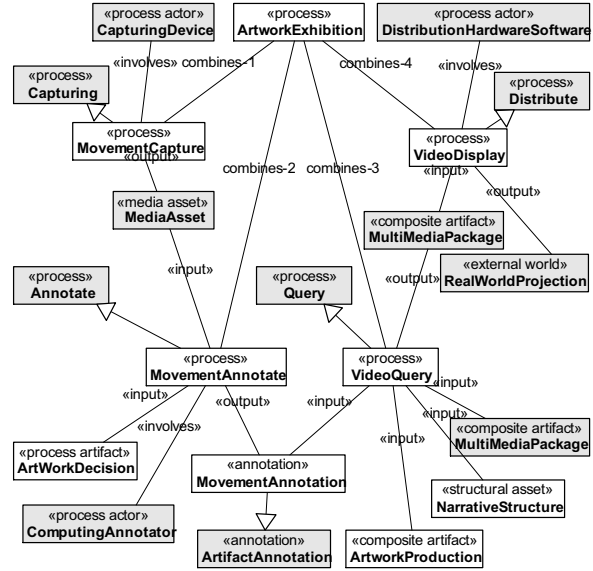 «process actor»
CapturingDevice
«process»
ArtworkExhibition
«process actor»
DistributionHardwareSoftware
«involves»
combines-1
combines-4
«involves»
«process»
Capturing
«process»
Distribute
«process»
MovementCapture
«output»
«process»
VideoDisplay
«input»
combines-2
combines-3
«output»
«media asset»
MediaAsset
«composite artifact»
MultiMediaPackage
«input»
«output»
«external world»
RealWorldProjection
«process»
Annotate
«process»
Query
«process»
MovementAnnotate
«process»
VideoQuery
«input»
«output»
«input»
«input»
«involves»
«input»
«input»
«process artifact»
ArtWorkDecision
«composite artifact»
MultiMediaPackage
«annotation»
MovementAnnotation
«structural asset»
NarrativeStructure
«process actor»
ComputingAnnotator
«annotation»
ArtifactAnnotation
«composite artifact»
ArtworkProduction